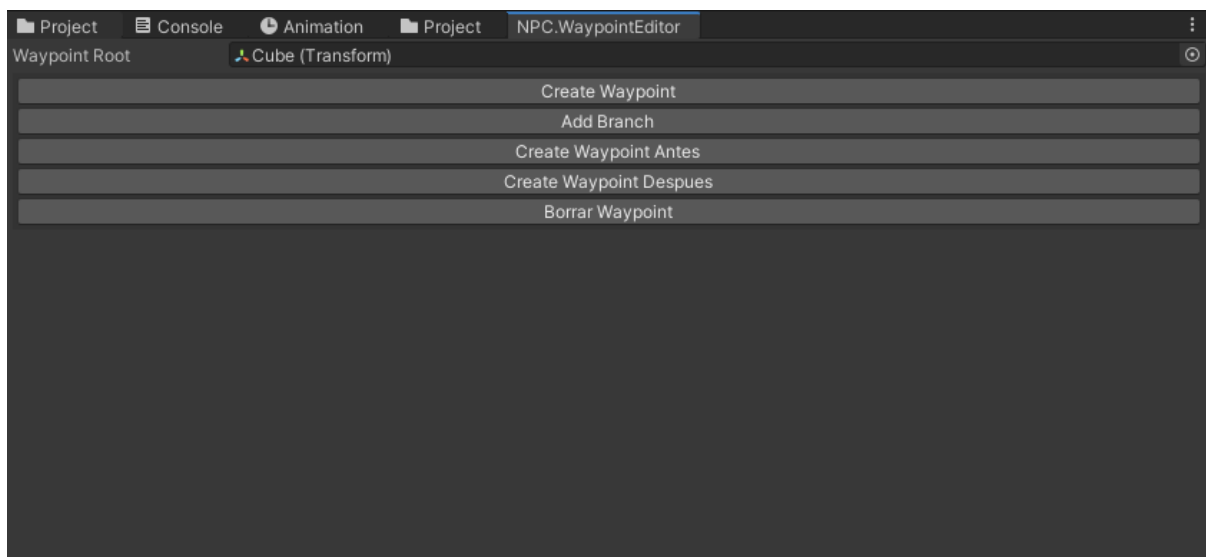 Project Console Animation Project NPC.WaypointEditor
Waypoint Root Cube (Transform)
Create Waypoint
Add Branch
Create Waypoint Antes
Create Waypoint Despues
Borrar Waypoint